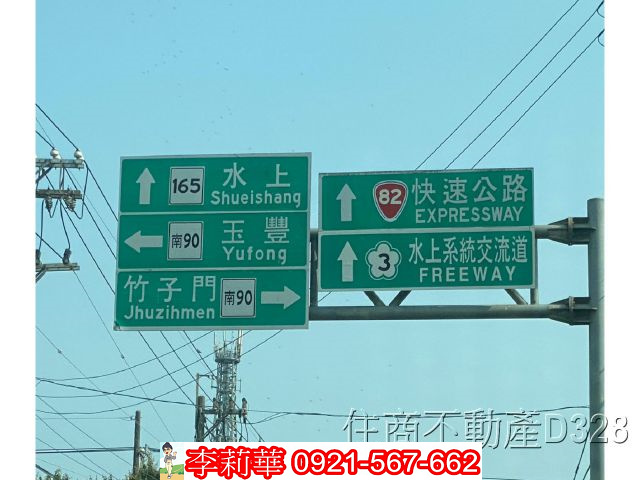 165 水上
Shueishang
南90 玉豐
Yufong
竹子門 南90
Jhuzihmen
82 快速公路
EXPRESSWAY
3 水上系統交流道
FREEWAY
住商不動產D328
李莉華 0921-567-662